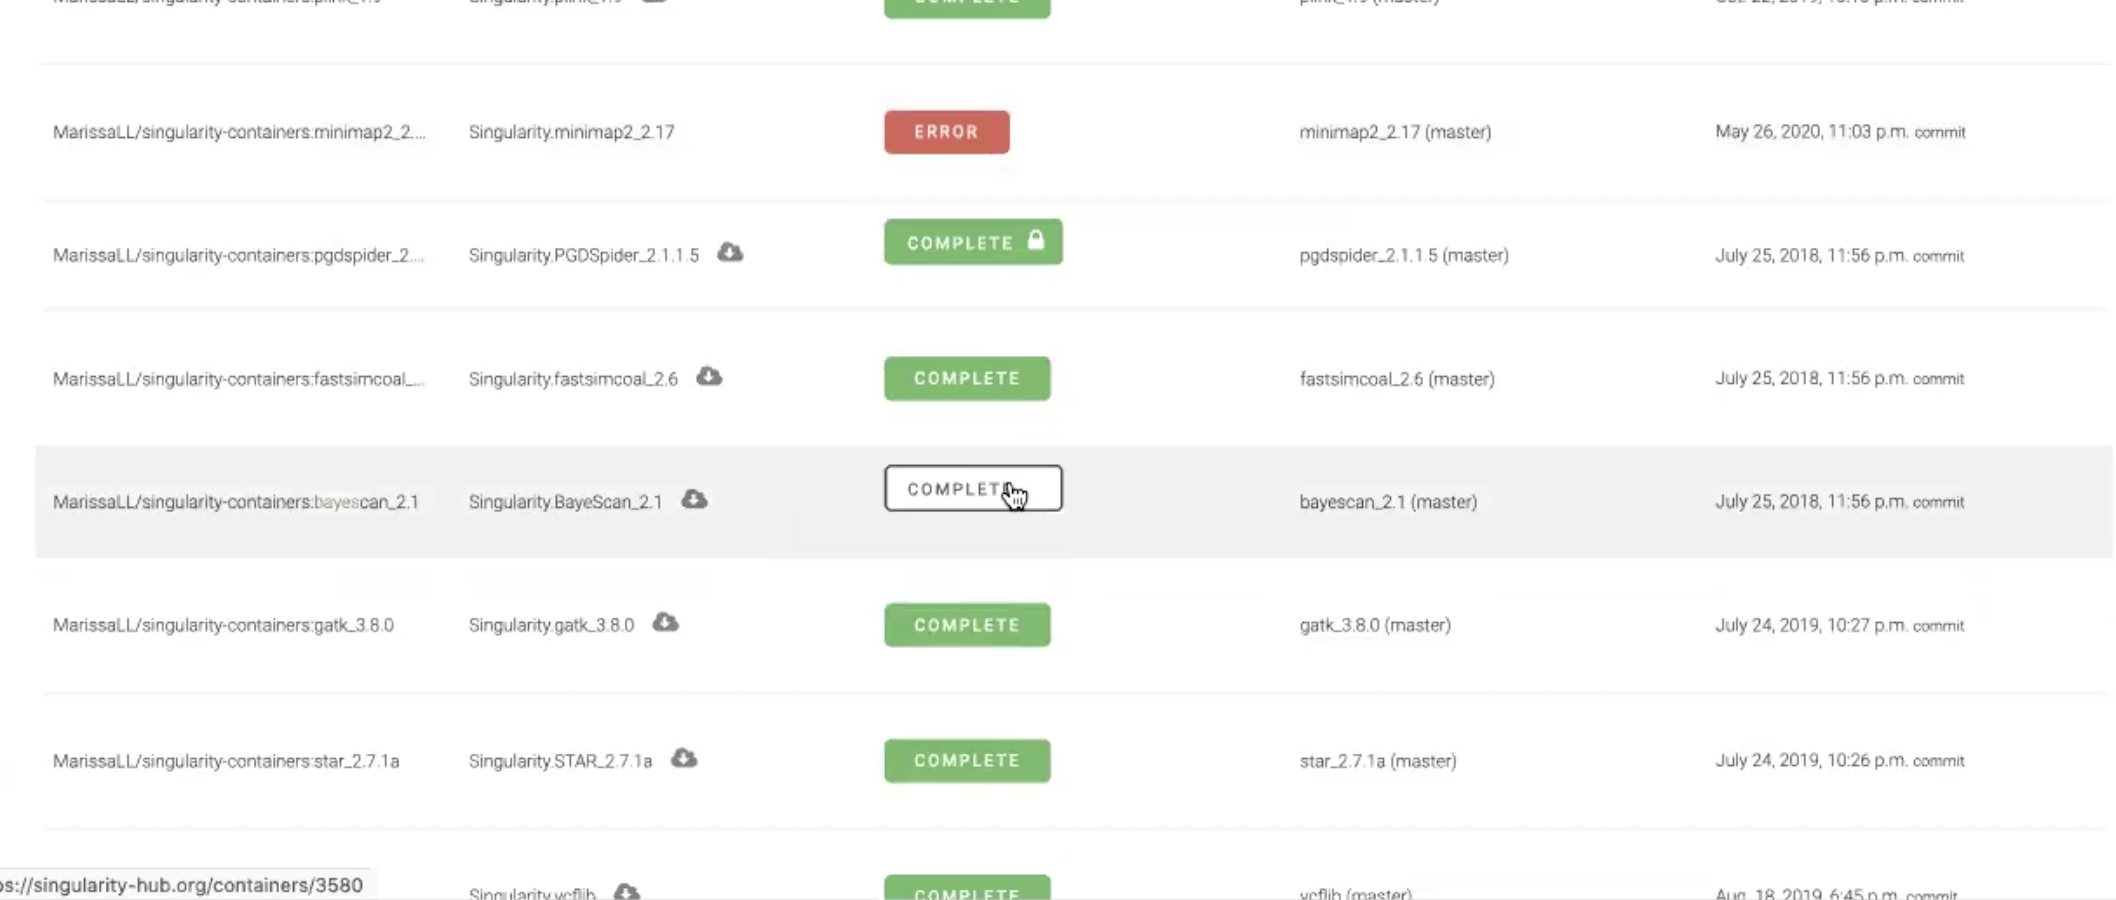 COMPLETE
MarissaLL/singularity-containers:minimap2_2.... Singularity.minimap2_2.17 ERROR minimap2_2.17 (master) May 26, 2020, 11:03 p.m. commit
MarissaLL/singularity-containers:pgdspider_2.... Singularity.PGDSpider_2.1.1.5 COMPLETE pgdspider_2.1.1.5 (master) July 25, 2018, 11:56 p.m. commit
MarissaLL/singularity-containers:fastsimcoal_... Singularity.fastsimcoal_2.6 COMPLETE fastsimcoal_2.6 (master) July 25, 2018, 11:56 p.m. commit
MarissaLL/singularity-containers:bayescan_2.1 Singularity.BayeScan_2.1 COMPLETE bayescan_2.1 (master) July 25, 2018, 11:56 p.m. commit
MarissaLL/singularity-containers:gatk_3.8.0 Singularity.gatk_3.8.0 COMPLETE gatk_3.8.0 (master) July 24, 2019, 10:27 p.m. commit
MarissaLL/singularity-containers:star_2.7.1a Singularity.STAR_2.7.1a COMPLETE star_2.7.1a (master) July 24, 2019, 10:26 p.m. commit
Singularity.vcflib COMPLETE vcflib (master) Aug. 18, 2019, 6:45 p.m. commit
ps://singularity-hub.org/containers/3580